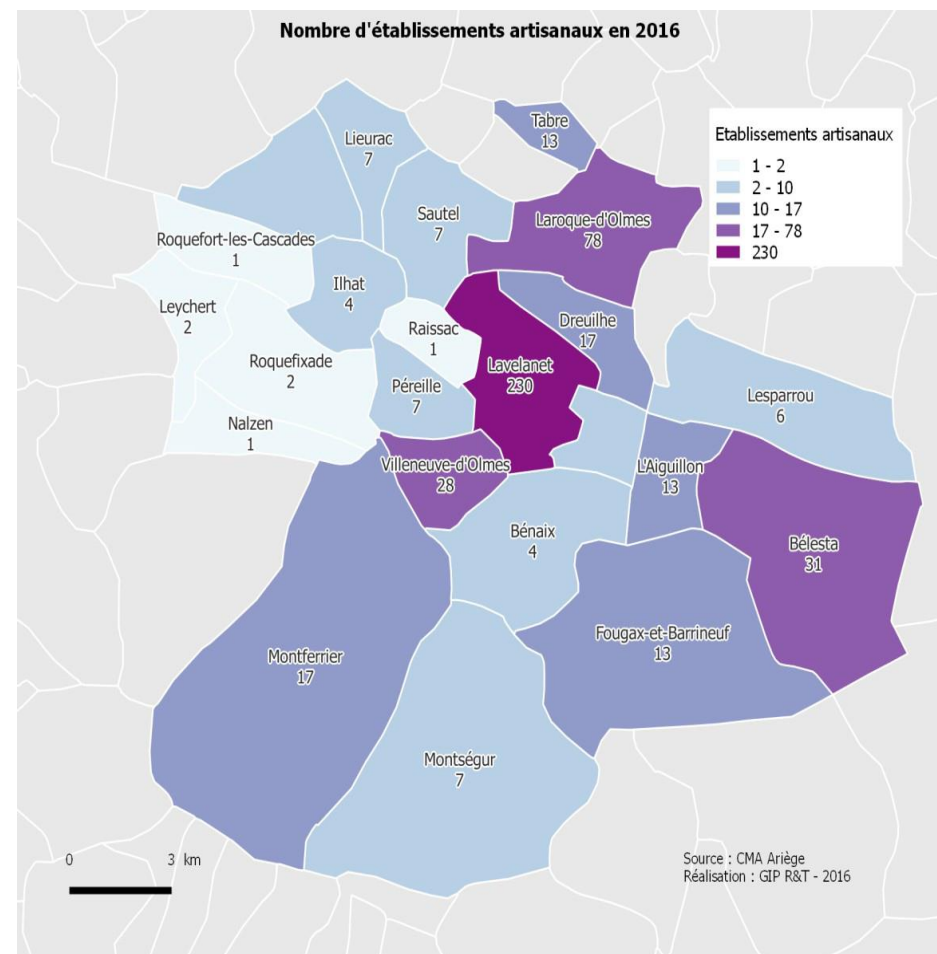 Nombre d'établissements artisanaux en 2016
Tabre
13
Lieurac
7
Etablissements artisanaux
1 - 2
2 - 10
10 - 17
17 - 78
230
Sautel
7
Laroque-d'Olmes
78
Roquefort-les-Cascades
1
Ilhat
4
Leychert
2
Raissac
1
Dreuilhe
17
Roquefixade
2
Lavelanet
230
Péreille
7
Lesparrou
6
Nalzen
1
Villeneuve-d'Olmes
28
L'Aiguillon
13
Bénaix
4
Bélesta
31
Fougax-et-Barrineuf
13
Montferrier
17
Montségur
7
0 3 km
Source : CMA Ariège
Réalisation : GIP R&T - 2016